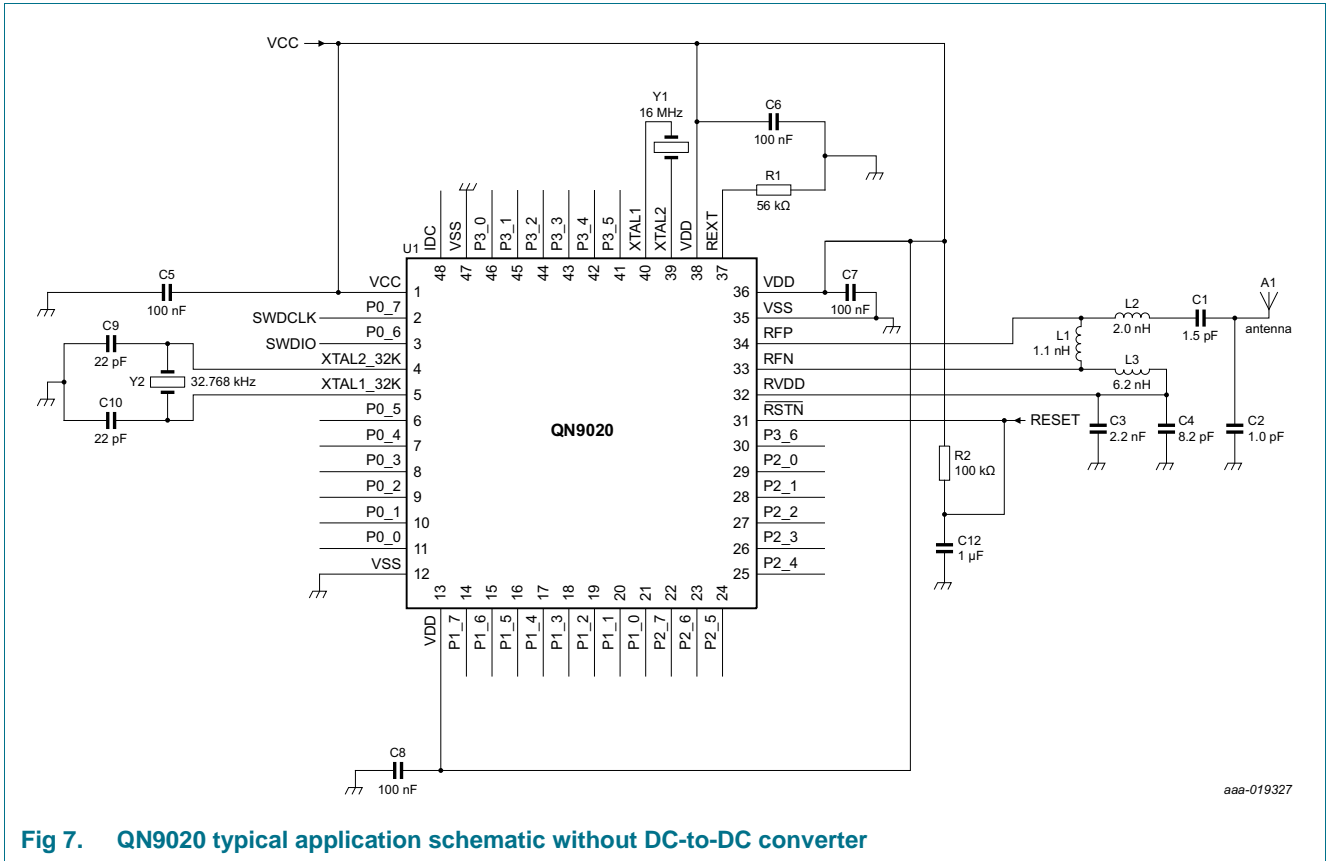 VCC
Y1
16 MHz
C6
100 nF
R1
56 kΩ
U1
IDC
VSS
P3_0
P3_1
P3_2
P3_3
P3_4
P3_5
XTAL1
XTAL2
VDD
REXT
48
47
46
45
44
43
42
41
40
39
38
37
C5
100 nF
C9
22 pF
Y2
32.768 kHz
C10
22 pF
SWDCLK
SWDIO
VCC
P0_7
P0_6
XTAL2_32K
XTAL1_32K
P0_5
P0_4
P0_3
P0_2
P0_1
P0_0
VSS
1
2
3
4
5
6
7
8
9
10
11
12
QN9020
36
35
34
33
32
31
30
29
28
27
26
25
VDD
VSS
RFP
RFN
RVDD
RSTN
P3_6
P2_0
P2_1
P2_2
P2_3
P2_4
C7
100 nF
L1
1.1 nH
L2
2.0 nH
L3
6.2 nH
C1
1.5 pF
A1
antenna
RESET
C3
2.2 nF
C4
8.2 pF
C2
1.0 pF
R2
100 kΩ
C12
1 µF
13
14
15
16
17
18
19
20
21
22
23
24
VDD
P1_7
P1_6
P1_5
P1_4
P1_3
P1_2
P1_1
P1_0
P2_7
P2_6
P2_5
C8
100 nF
aaa-019327
Fig 7. QN9020 typical application schematic without DC-to-DC converter